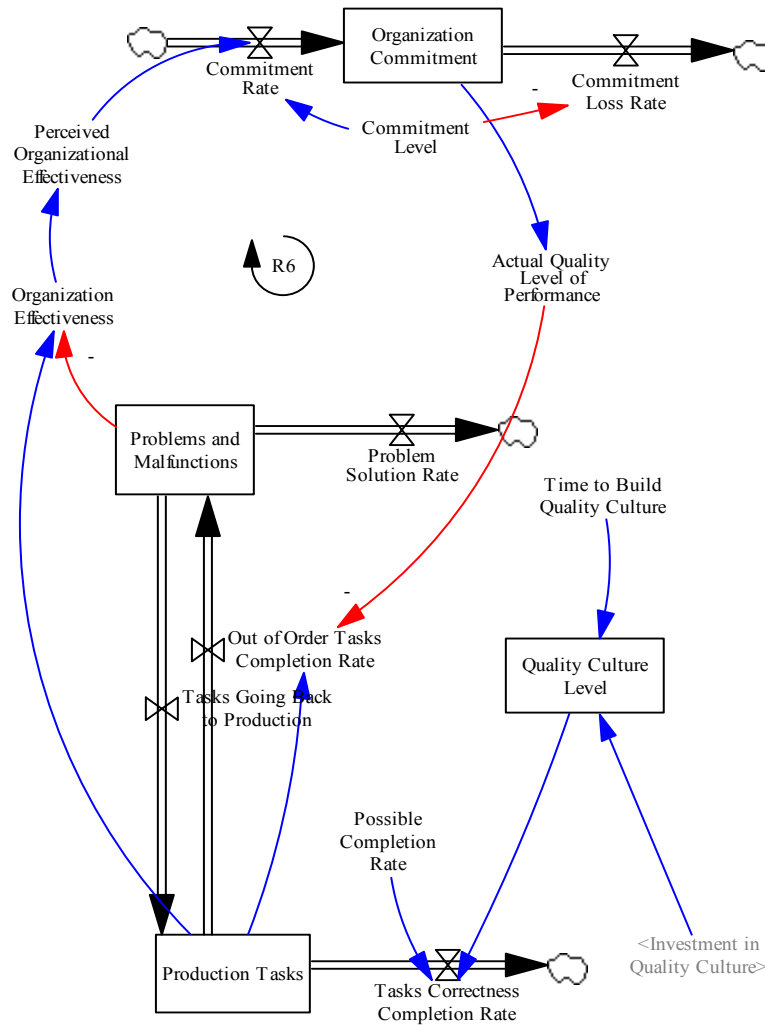 Organization
Commitment
Commitment
Rate
Commitment
Loss Rate
-
Commitment
Level
Perceived
Organizational
Effectiveness
R6
Actual Quality
Level of
Performance
Organization
Effectiveness
-
Problems and
Malfunctions
Problem
Solution Rate
Time to Build
Quality Culture
-
Out of Order Tasks
Completion Rate
Quality Culture
Level
Tasks Going Back
to Production
Possible
Completion
Rate
<Investment in
Quality Culture>
Production Tasks
Tasks Correctness
Completion Rate